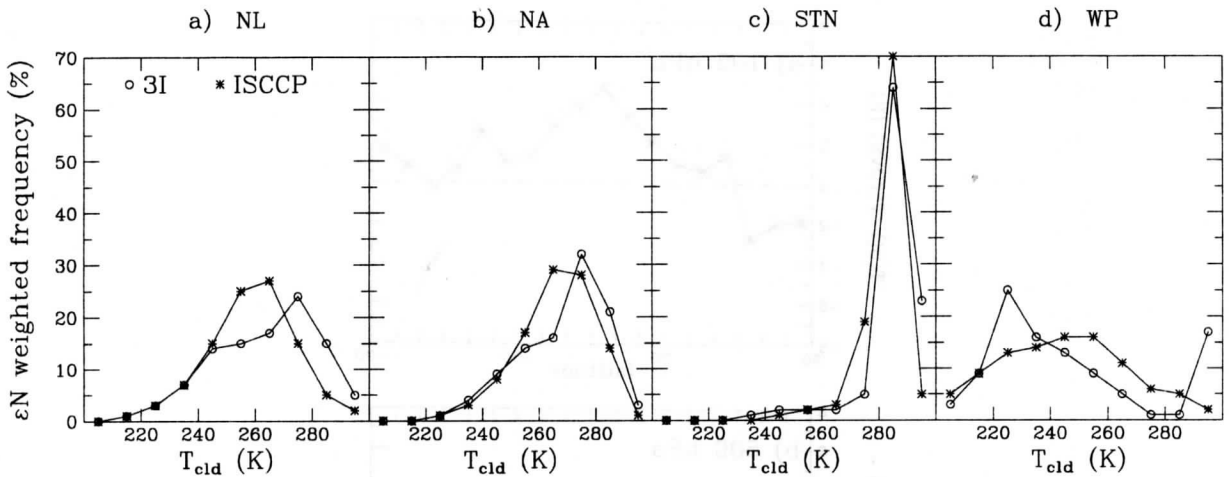 a) NL b) NA c) STN d) WP
εN weighted frequency (%)
70
60
50
40
30
20
10
0
○ 3I ✳ ISCCP
220 240 260 280 220 240 260 280 220 240 260 280 220 240 260 280
T_cld (K) T_cld (K) T_cld (K) T_cld (K)